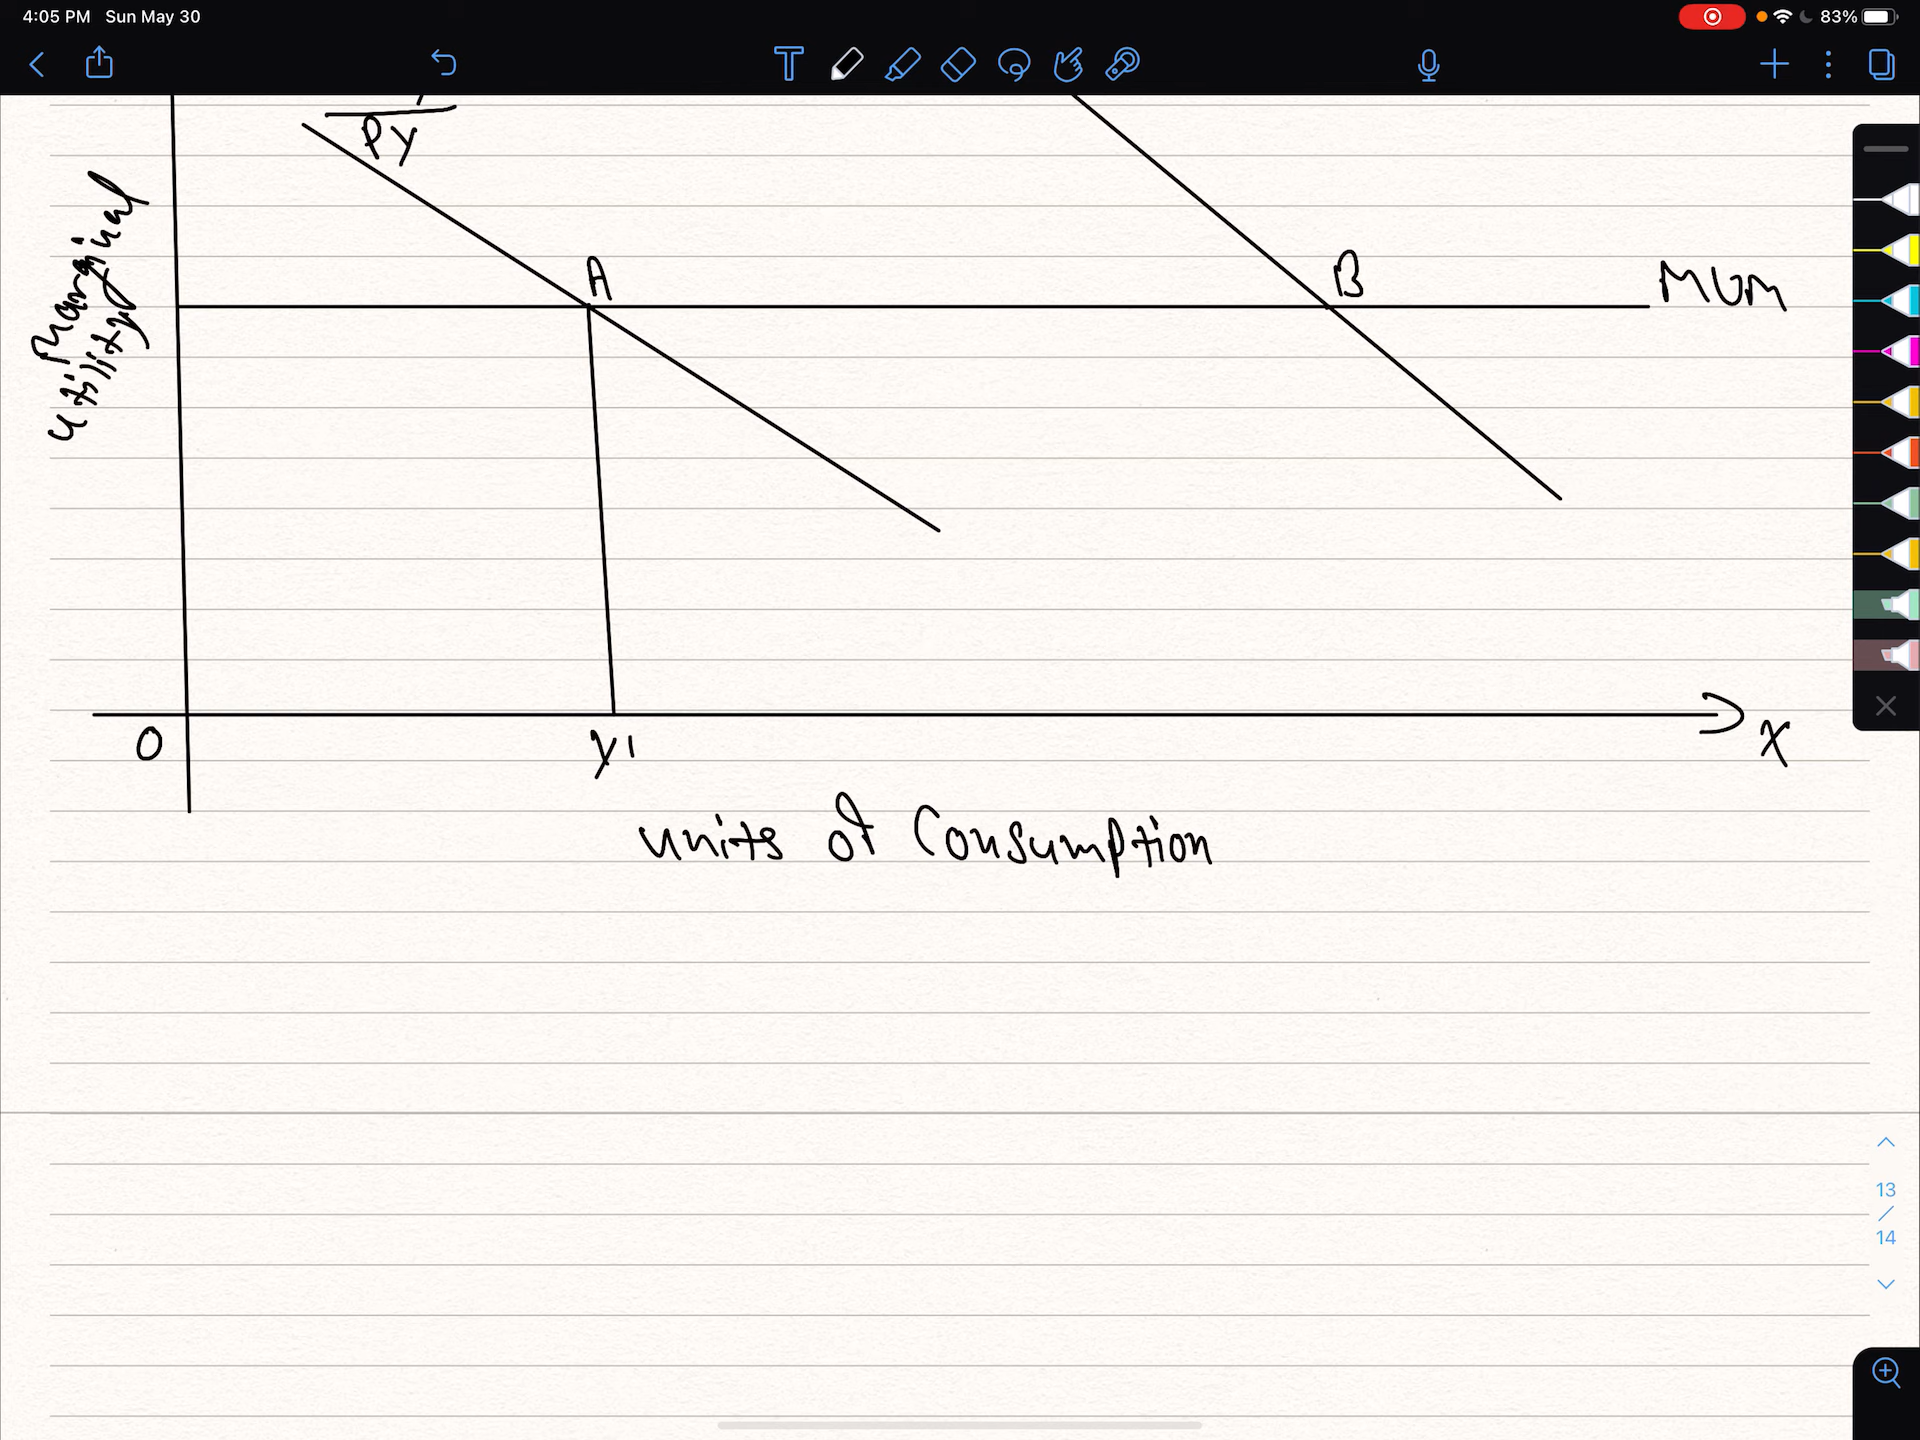 4:05 PM Sun May 30
83%
T
PY
Marginal
Utility
A
B
MUM
O
Y1
X
units of Consumption
13
/
14